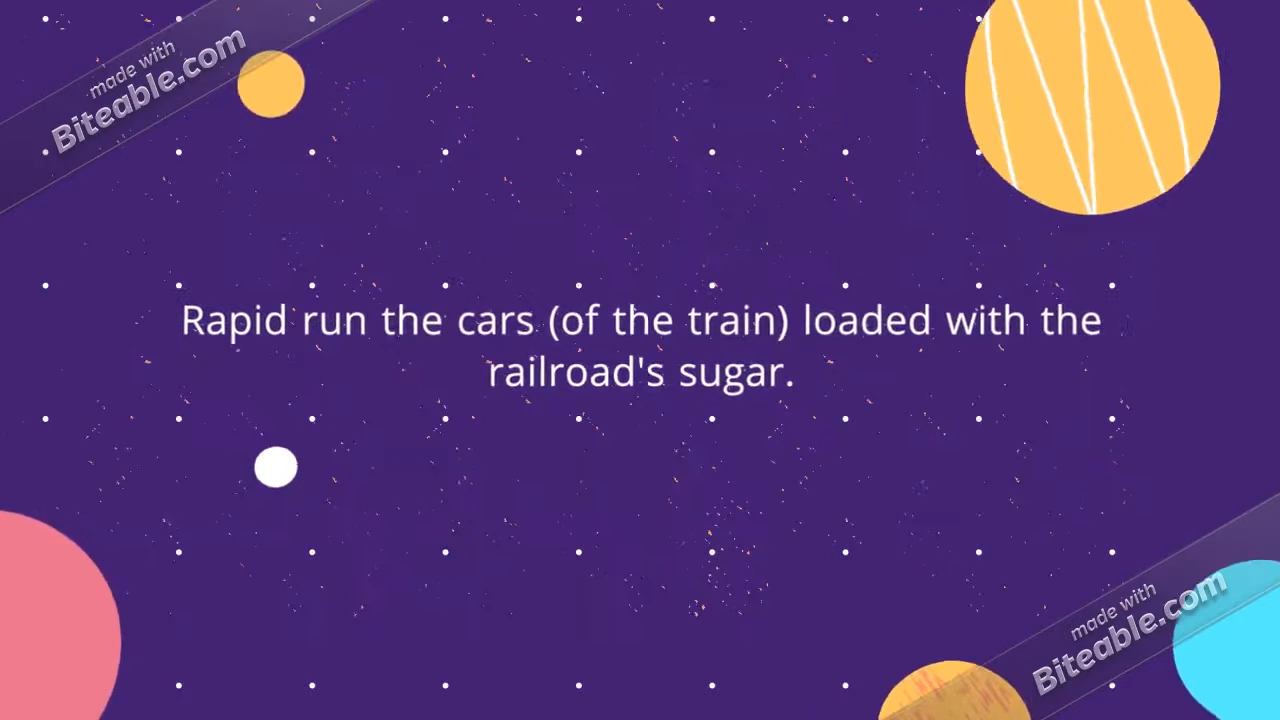 made with
Biteable.com
Rapid run the cars (of the train) loaded with the
railroad's sugar.
made with
Biteable.com